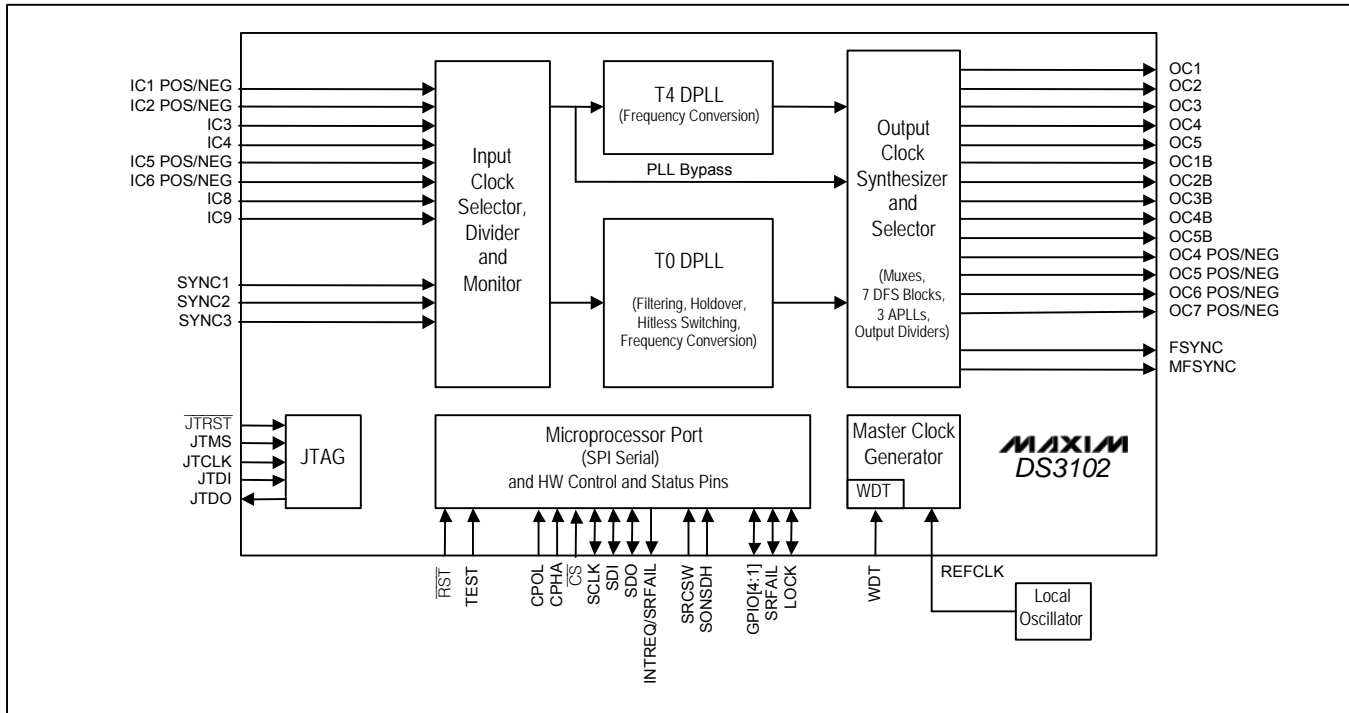 IC1 POS/NEG
IC2 POS/NEG
IC3
IC4
IC5 POS/NEG
IC6 POS/NEG
IC8
IC9
SYNC1
SYNC2
SYNC3
Input
Clock
Selector,
Divider
and
Monitor
T4 DPLL
(Frequency Conversion)
PLL Bypass
T0 DPLL
(Filtering, Holdover,
Hitless Switching,
Frequency Conversion)
Output
Clock
Synthesizer
and
Selector
(Muxes,
7 DFS Blocks,
3 APLLs,
Output Dividers)
OC1
OC2
OC3
OC4
OC5
OC1B
OC2B
OC3B
OC4B
OC5B
OC4 POS/NEG
OC5 POS/NEG
OC6 POS/NEG
OC7 POS/NEG
FSYNC
MFSYNC
JTRST
JTMS
JTCLK
JTDI
JTDO
JTAG
Microprocessor Port
(SPI Serial)
and HW Control and Status Pins
Master Clock
Generator
WDT
MAXIM
DS3102
RST
TEST
CPOL
CPHA
CS
SCLK
SDI
SDO
INTREQ/SRFAIL
SRCSW
SONSDH
GPIO[4:1]
SRFAIL
LOCK
WDT
REFCLK
Local
Oscillator